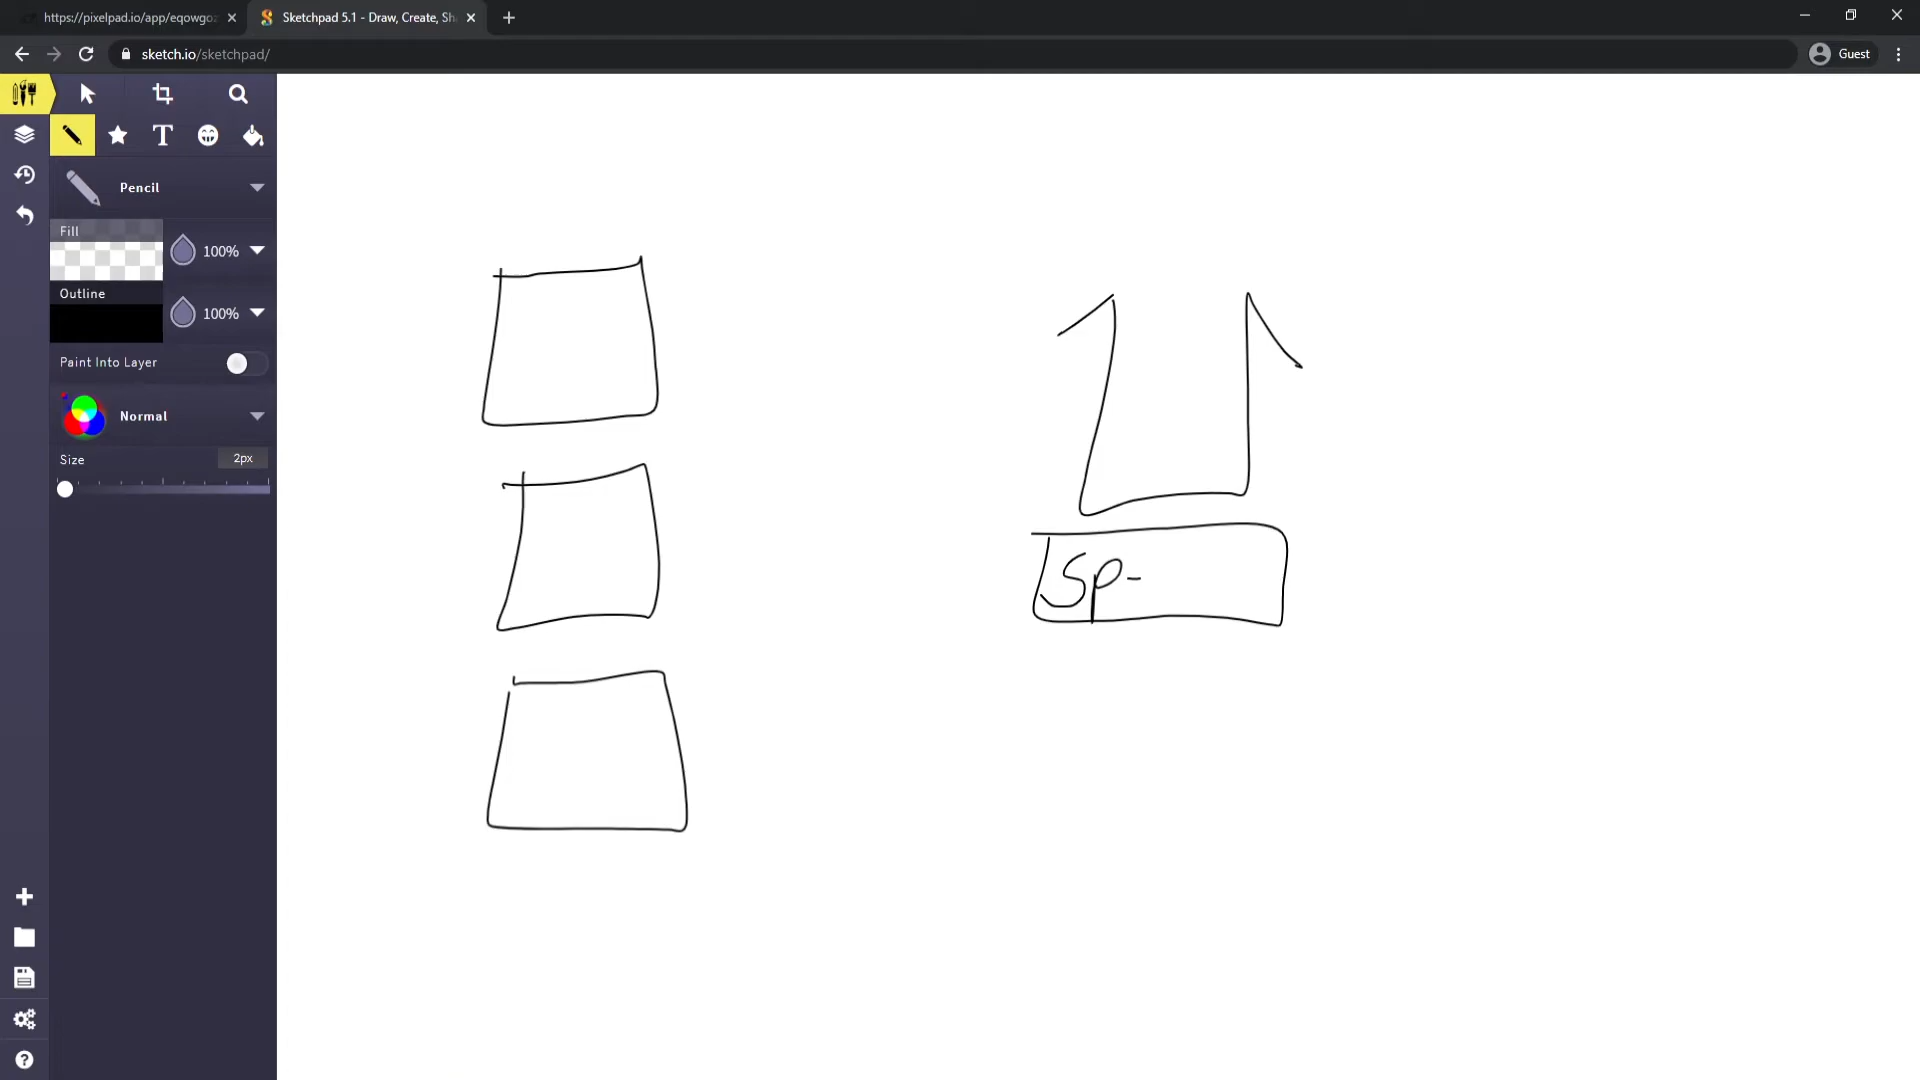 https://pixelpad.io/app/eqowgoz
Sketchpad 5.1 - Draw, Create, Sh
sketch.io/sketchpad/
Guest
T
Pencil
Fill
100%
Outline
100%
Paint Into Layer
Normal
Size
2px
Sp-